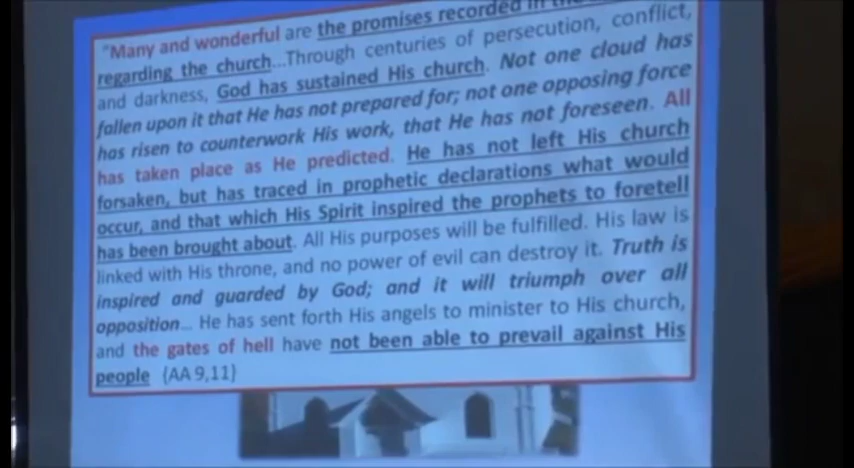 "Many and wonderful are the promises recorded in the
regarding the church...Through centuries of persecution, conflict,
and darkness, God has sustained His church. Not one cloud has
fallen upon it that He has not prepared for; not one opposing force
has risen to counterwork His work, that He has not foreseen. All
has taken place as He predicted. He has not left His church
forsaken, but has traced in prophetic declarations what would
occur, and that which His Spirit inspired the prophets to foretell
has been brought about. All His purposes will be fulfilled. His law is
linked with His throne, and no power of evil can destroy it. Truth is
inspired and guarded by God; and it will triumph over all
opposition... He has sent forth His angels to minister to His church,
and the gates of hell have not been able to prevail against His
people {AA 9,11}